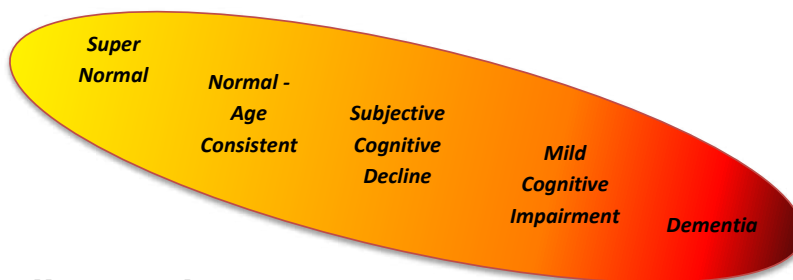 Super
Normal
Normal -
Age
Consistent
Subjective
Cognitive
Decline
Mild
Cognitive
Impairment
Dementia